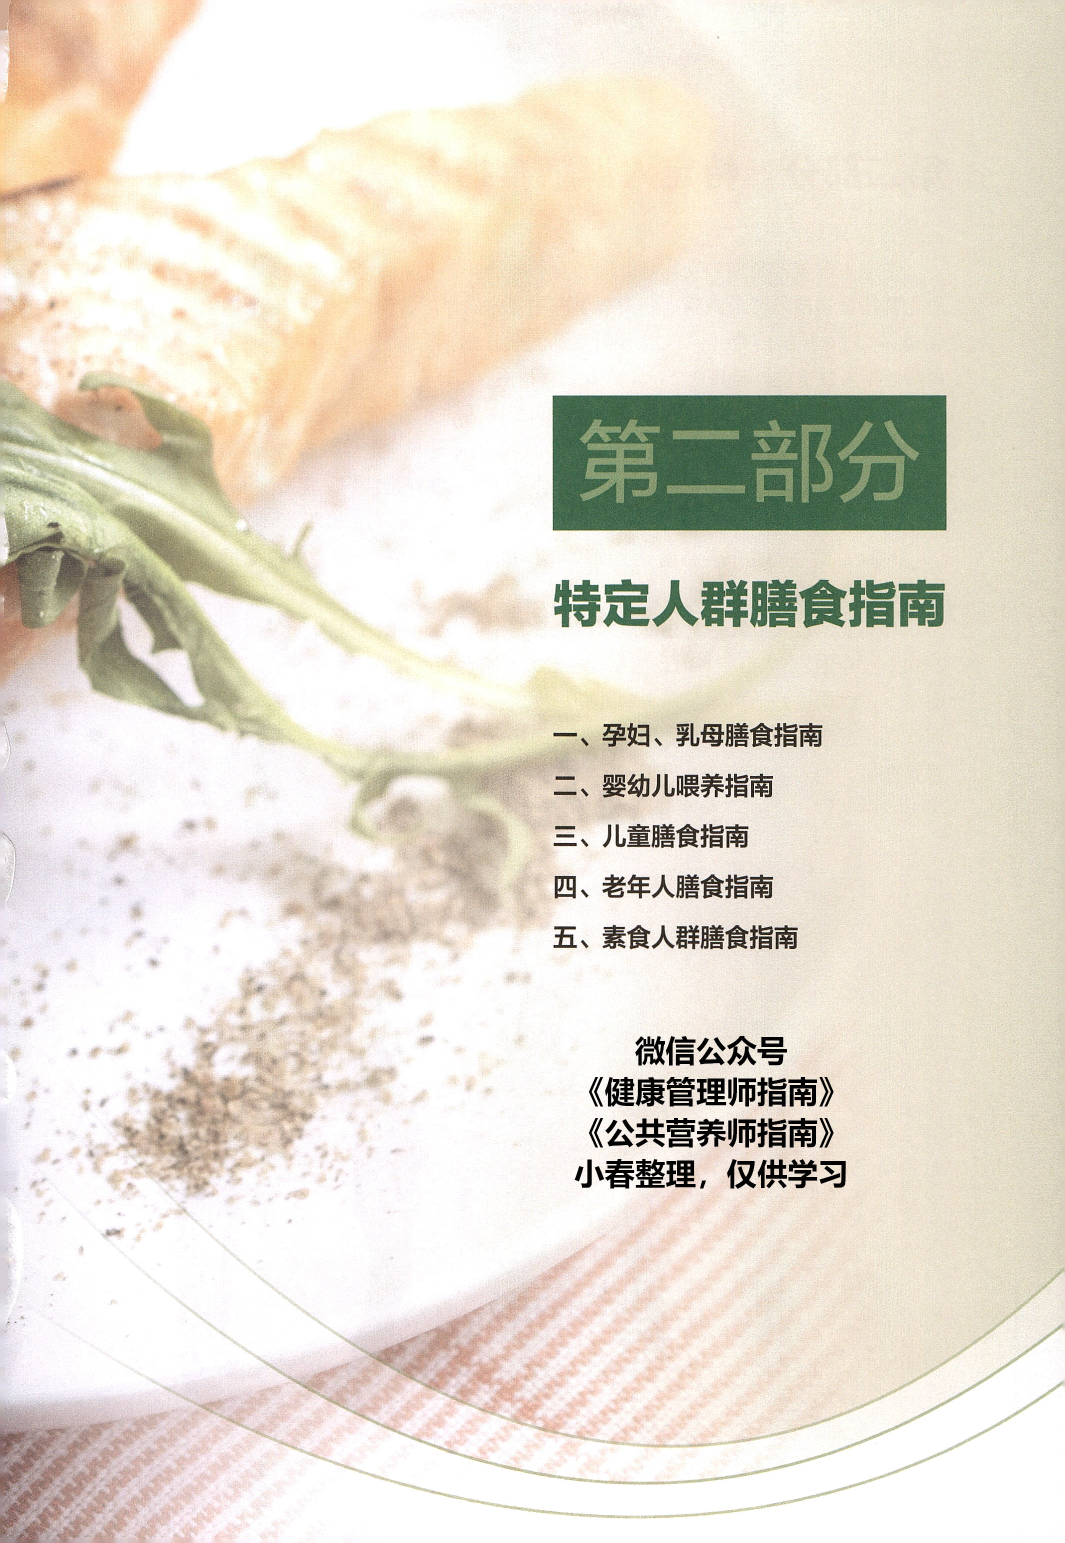 第二部分
特定人群膳食指南
一、孕妇、乳母膳食指南
二、婴幼儿喂养指南
三、儿童膳食指南
四、老年人膳食指南
五、素食人群膳食指南
微信公众号
《健康管理师指南》
《公共营养师指南》
小春整理，仅供学习